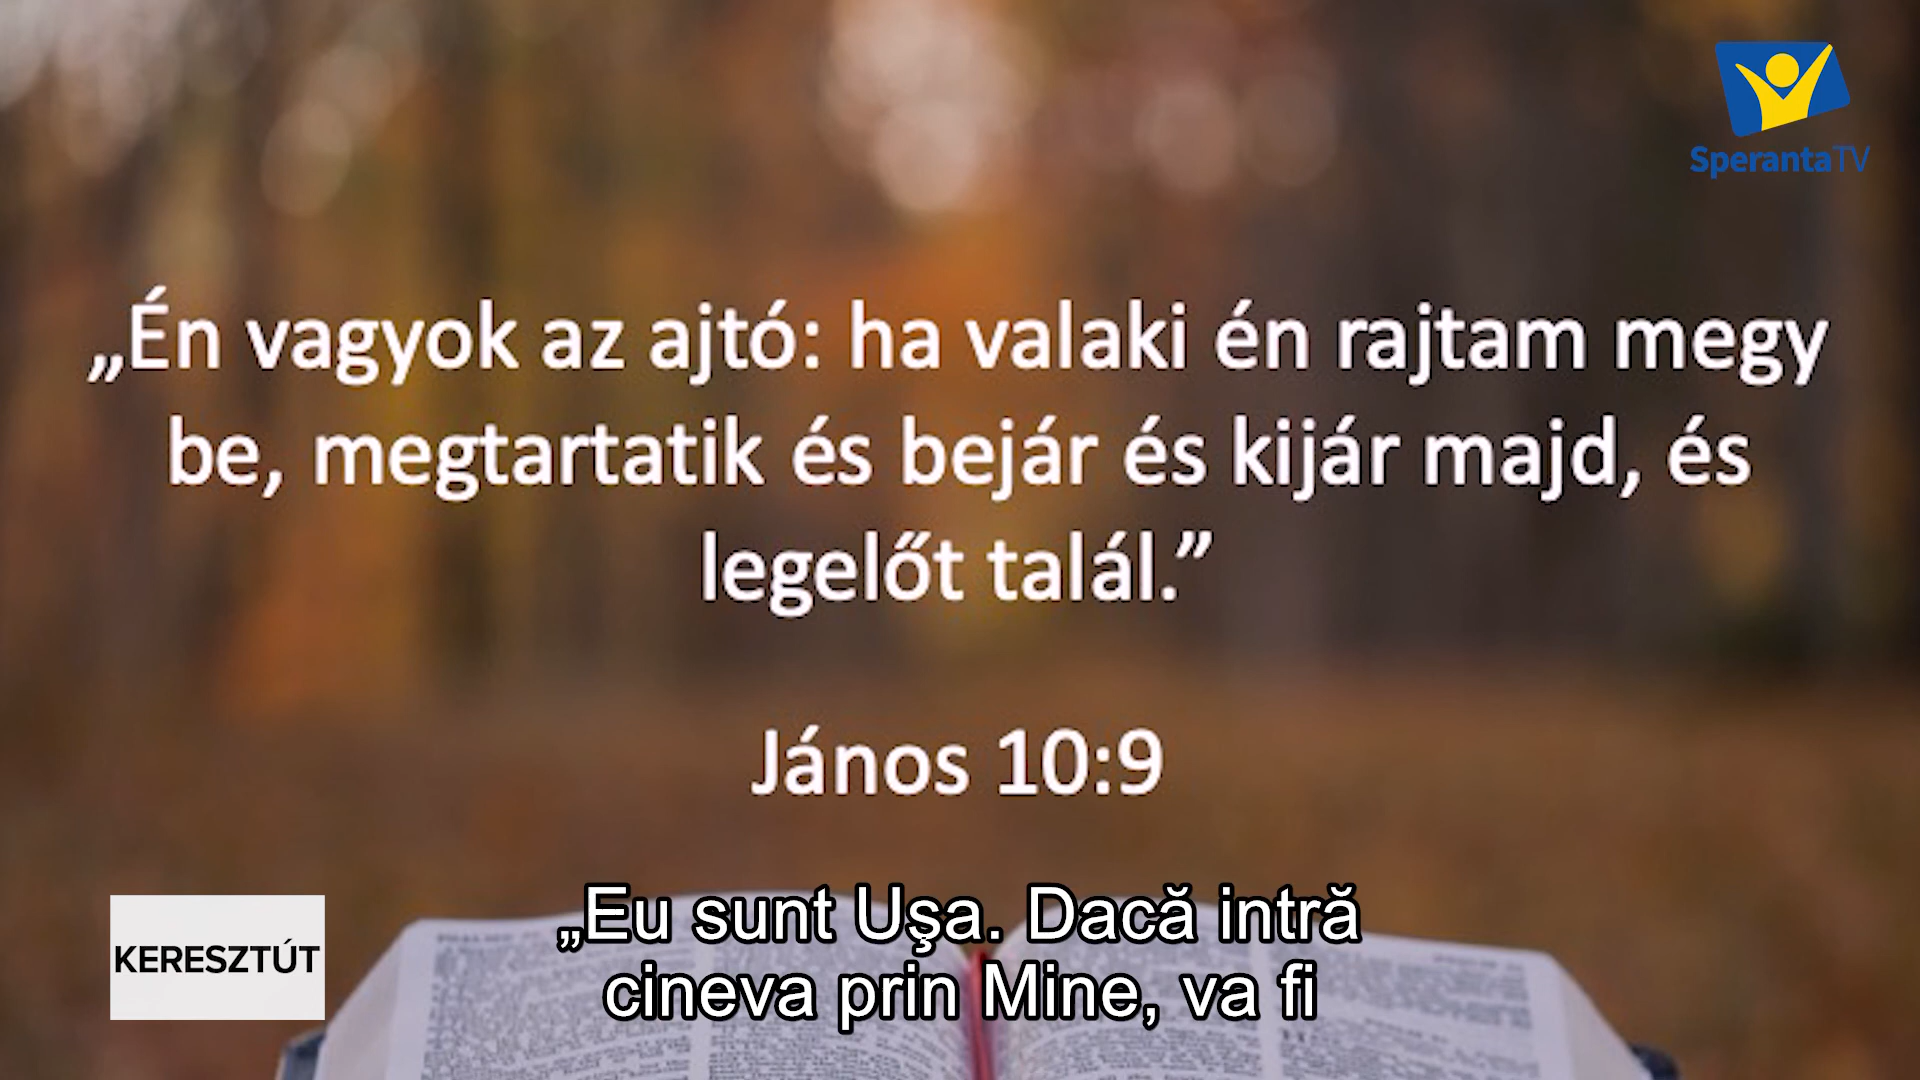 SperantaTV
„Én vagyok az ajtó: ha valaki én rajtam megy
be, megtartatik és bejár és kijár majd, és
legelőt talál.”
János 10:9
KERESZTÚT
„Eu sunt Uşa. Dacă intră
cineva prin Mine, va fi